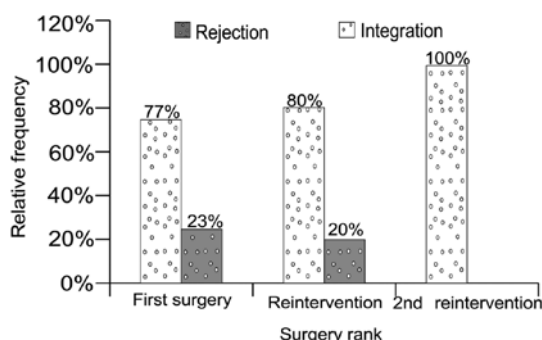 120%
Rejection
Integration
100%
100%
80%
80%
77%
60%
40%
23%
20%
20%
0%
First surgery
Reintervention
2nd reintervention
Relative frequency
Surgery rank